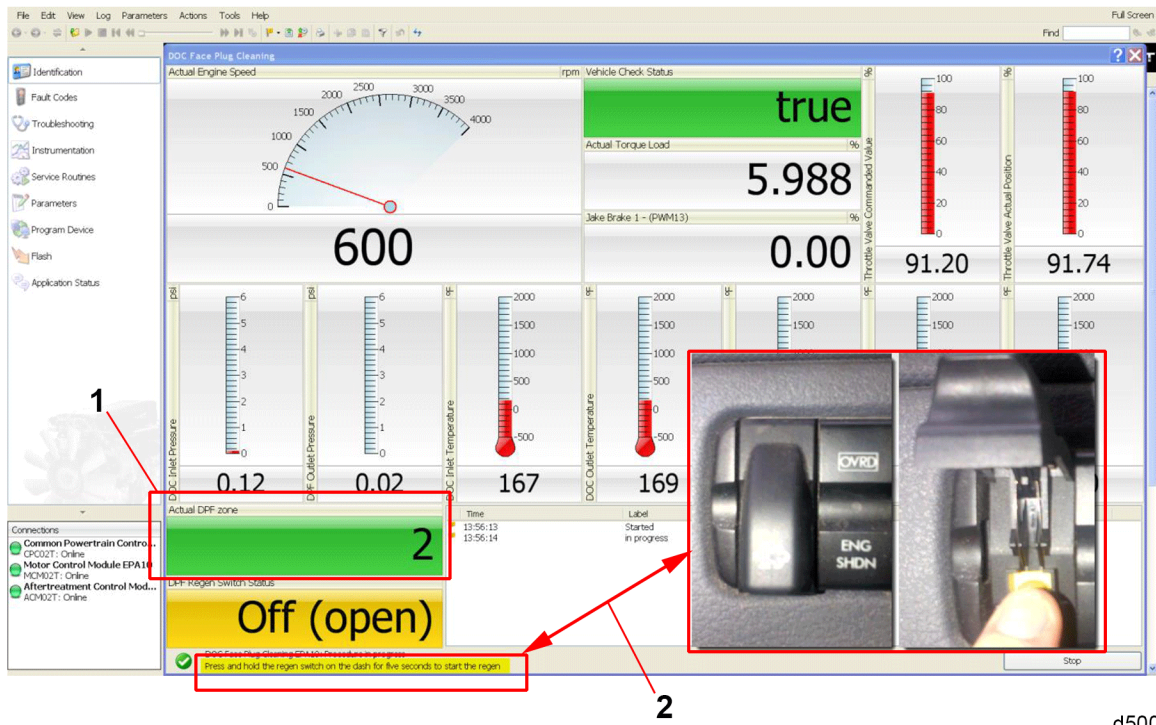 File Edit View Log Parameters Actions Tools Help
Full Screen
Find
DOC Face Plug Cleaning
Identification
Fault Codes
Troubleshooting
Instrumentation
Service Routines
Parameters
Program Device
Flash
Application Status
Actual Engine Speed rpm
0
500
1000
1500
2000
2500
3000
3500
4000
600
Vehicle Check Status
true
Actual Torque Load %
5.988
Jake Brake 1 - (PWM13) %
0.00
Throttle Valve Commanded Value %
100
80
60
40
20
0
91.20
Throttle Valve Actual Position %
100
80
60
40
20
0
91.74
DOC Inlet Pressure psi
6
5
4
3
2
1
0
0.12
DPF Outlet Pressure psi
6
5
4
3
2
1
0
0.02
DOC Inlet Temperature °F
2000
1500
1000
500
0
-500
167
DOC Outlet Temperature °F
2000
1500
1000
500
0
-500
169
°F
2000
1500
°F
2000
1500
°F
2000
1500
OVRD
ENG
SHDN
1
Actual DPF zone
2
DPF Regen Switch Status
Off (open)
Time Label
13:56:13 Started
13:56:14 in progress
Connections
Common Powertrain Contro...
CPC02T: Online
Motor Control Module EPA10
MCM02T: Online
Aftertreatment Control Mod...
ACM02T: Online
DOC Face Plug Cleaning EPA10: Procedure in progress
Press and hold the regen switch on the dash for five seconds to start the regen
Stop
2
d500